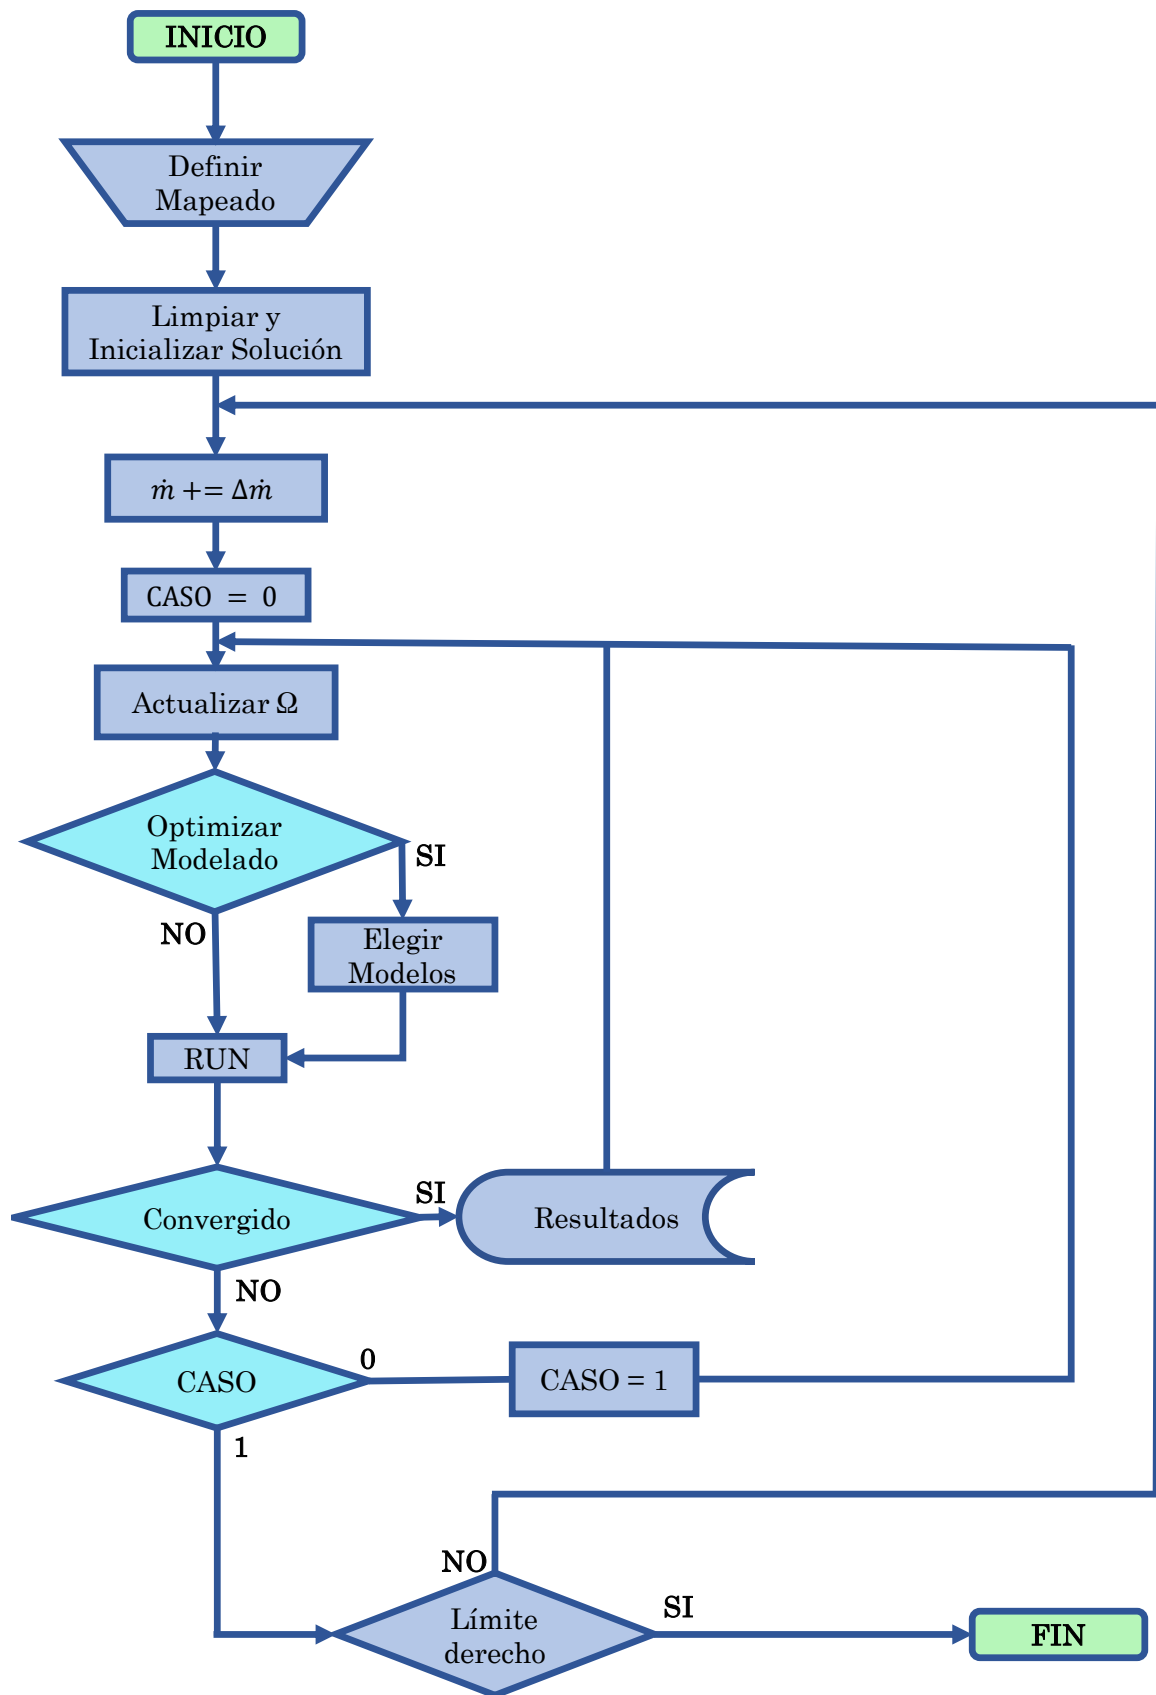 INICIO
Definir
Mapeado
Limpiar y
Inicializar Solución
ṁ += Δṁ
CASO = 0
Actualizar Ω
Optimizar
Modelado
SI
NO
Elegir
Modelos
RUN
Convergido
SI
Resultados
NO
CASO
0
CASO = 1
1
NO
Límite
derecho
SI
FIN